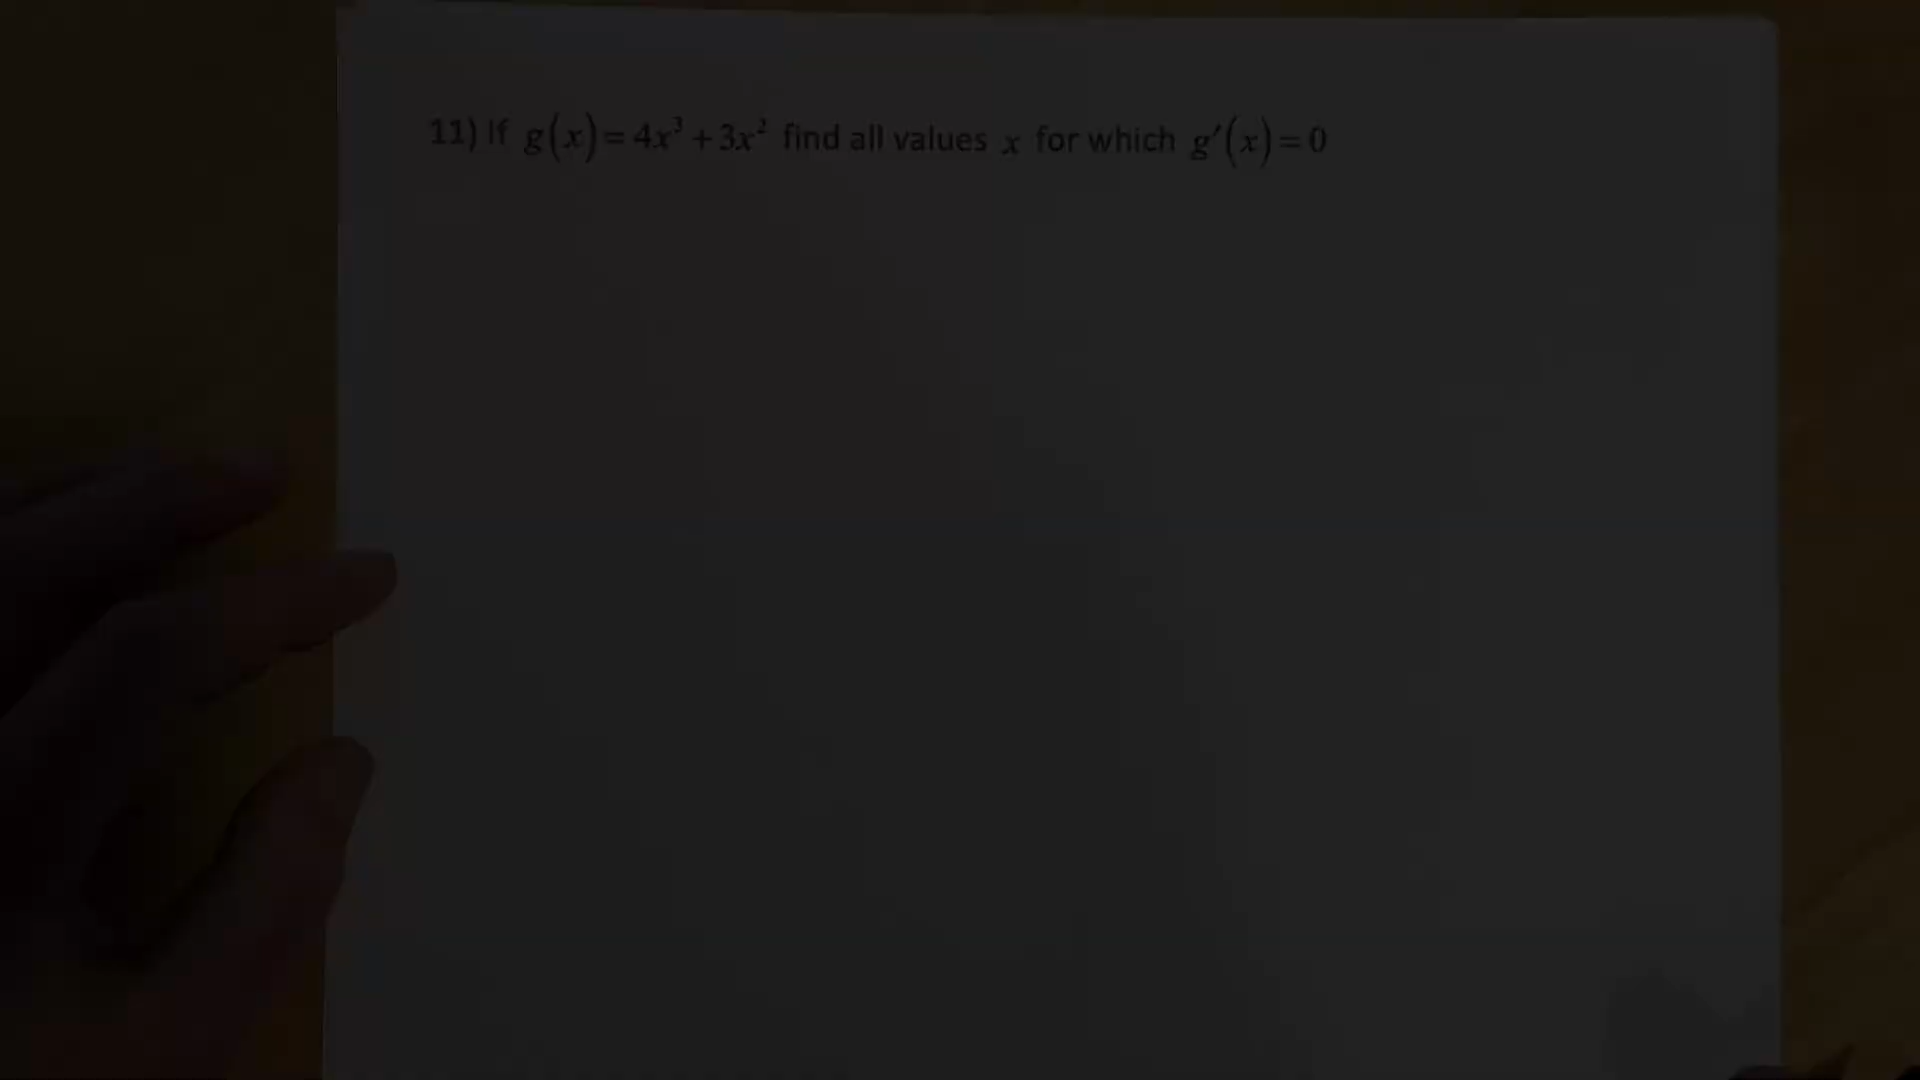 11) If g(x)=4x³+3x² find all values x for which g′(x)=0